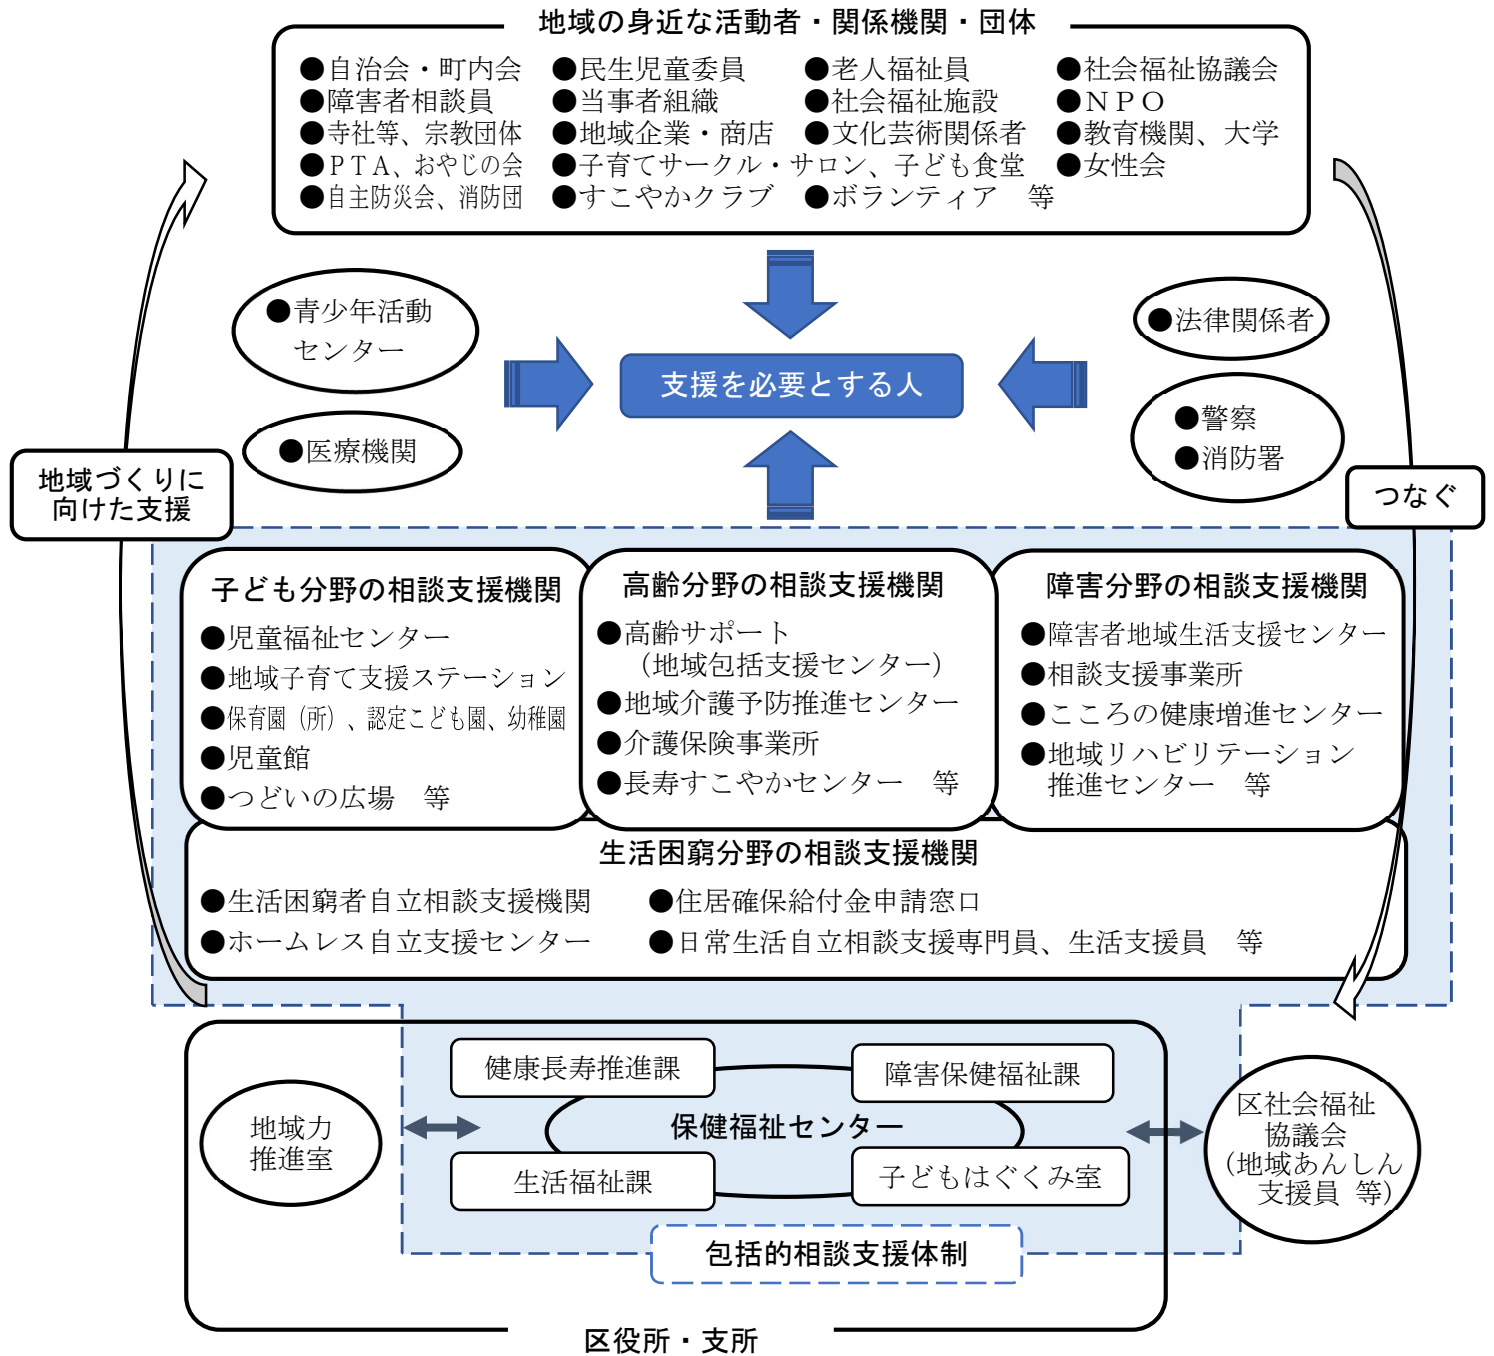 地域の身近な活動者・関係機関・団体
●自治会・町内会 ●民生児童委員 ●老人福祉員 ●社会福祉協議会
●障害者相談員 ●当事者組織 ●社会福祉施設 ●ＮＰＯ
●寺社等、宗教団体 ●地域企業・商店 ●文化芸術関係者 ●教育機関、大学
●ＰＴＡ、おやじの会 ●子育てサークル・サロン、子ども食堂 ●女性会
●自主防災会、消防団 ●すこやかクラブ ●ボランティア　等
●青少年活動
センター
●医療機関
支援を必要とする人
●法律関係者
●警察
●消防署
地域づくりに
向けた支援
つなぐ
子ども分野の相談支援機関
●児童福祉センター
●地域子育て支援ステーション
●保育園（所）、認定こども園、幼稚園
●児童館
●つどいの広場　等
高齢分野の相談支援機関
●高齢サポート
（地域包括支援センター）
●地域介護予防推進センター
●介護保険事業所
●長寿すこやかセンター　等
障害分野の相談支援機関
●障害者地域生活支援センター
●相談支援事業所
●こころの健康増進センター
●地域リハビリテーション
推進センター　等
生活困窮分野の相談支援機関
●生活困窮者自立相談支援機関 ●住居確保給付金申請窓口
●ホームレス自立支援センター ●日常生活自立相談支援専門員、生活支援員　等
健康長寿推進課
障害保健福祉課
保健福祉センター
生活福祉課
子どもはぐくみ室
地域力
推進室
区社会福祉
協議会
（地域あんしん
支援員 等）
包括的相談支援体制
区役所・支所